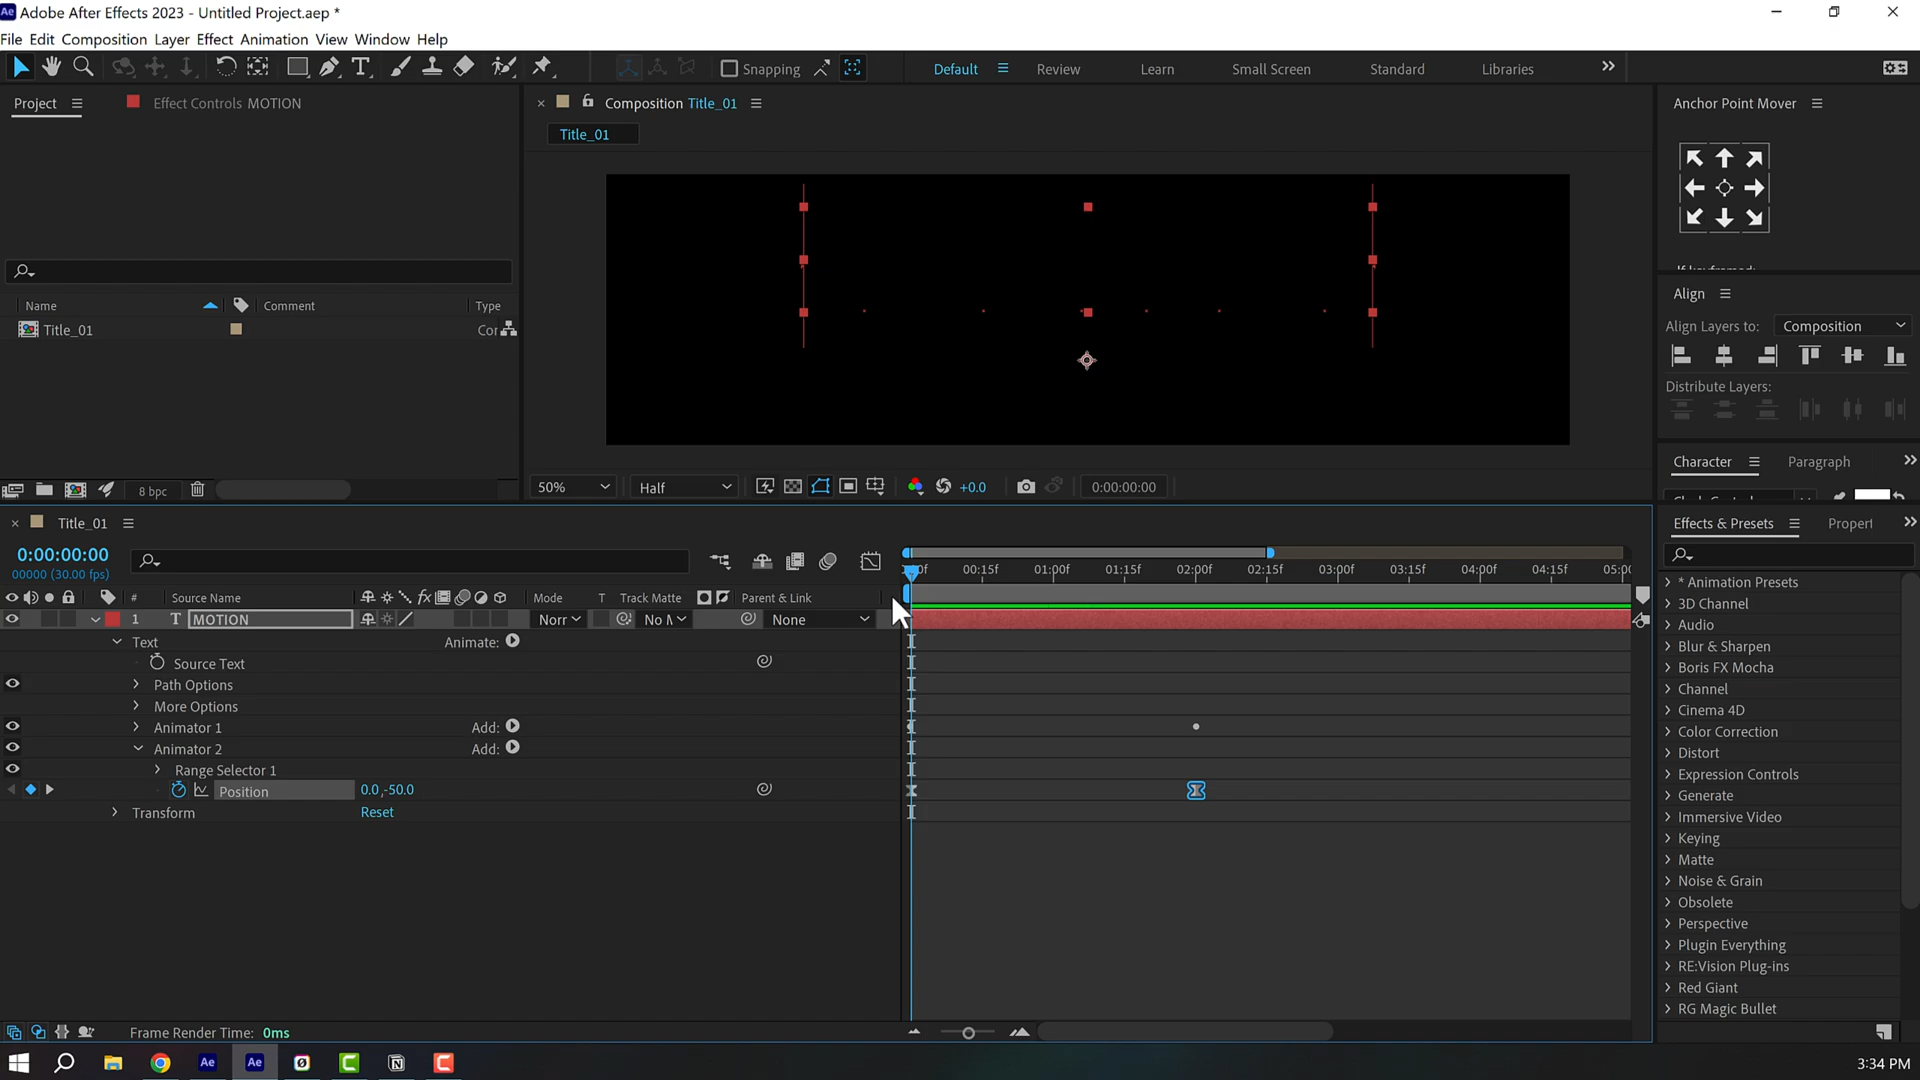 Adobe After Effects 2023 - Untitled Project.aep *
File Edit Composition Layer Effect Animation View Window Help
Snapping
Default Review Learn Small Screen Standard Libraries
Project Effect Controls MOTION
Composition Title_01
Title_01
Anchor Point Mover
Align
Align Layers to: Composition
Distribute Layers:
Name Comment Type
Title_01
8 bpc
50% Half +0.0 0:00:00:00
Character Paragraph
Title_01
0:00:00:00
00000 (30.00 fps)
00:15f 01:00f 01:15f 02:00f 02:15f 03:00f 03:15f 04:00f 04:15f
# Source Name Mode T Track Matte Parent & Link
1 T MOTION None
Text Animate:
Source Text
Path Options
More Options
Animator 1 Add:
Animator 2 Add:
Range Selector 1
Position 0.0,-50.0
Transform Reset
Frame Render Time: 0ms
Effects & Presets
* Animation Presets
3D Channel
Audio
Blur & Sharpen
Boris FX Mocha
Channel
Cinema 4D
Color Correction
Distort
Expression Controls
Generate
Immersive Video
Keying
Matte
Noise & Grain
Obsolete
Perspective
Plugin Everything
RE:Vision Plug-ins
Red Giant
RG Magic Bullet
3:34 PM